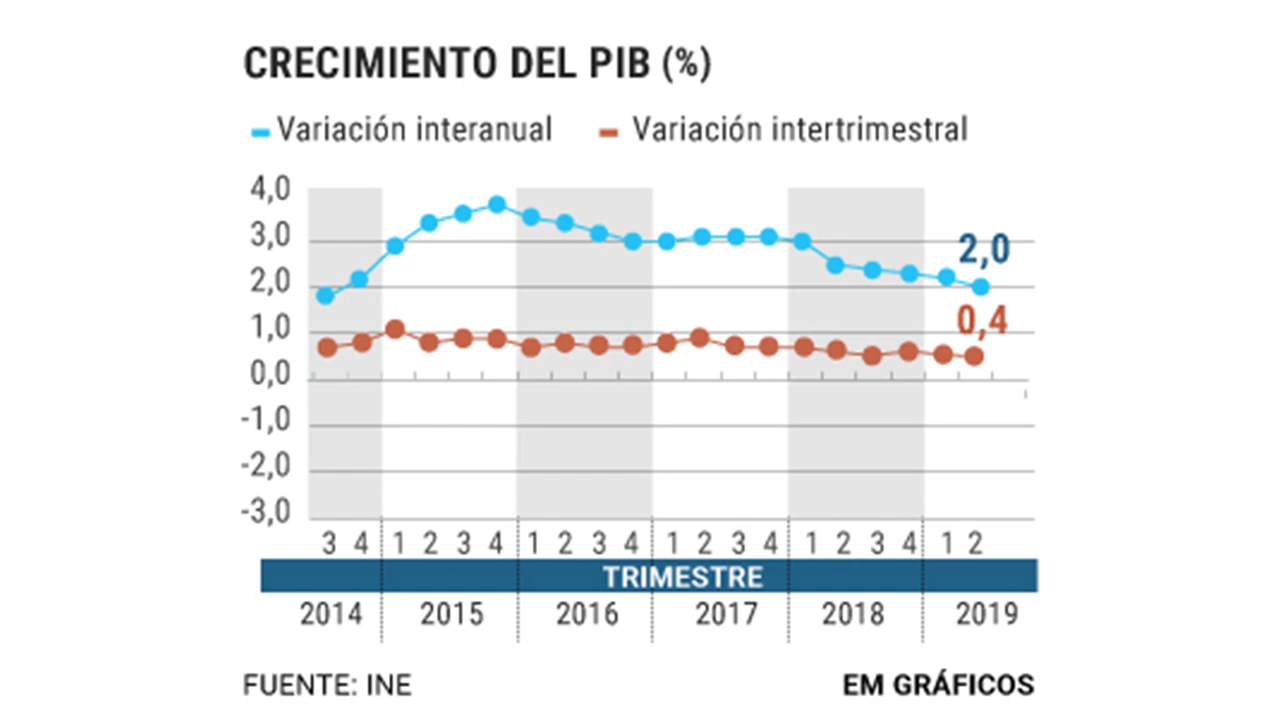 CRECIMIENTO DEL PIB (%)
Variación interanual Variación intertrimestral
4,0
3,0
2,0
1,0
0,0
-1,0
-2,0
-3,0
2,0
0,4
3 4 1 2 3 4 1 2 3 4 1 2 3 4 1 2 3 4 1 2
TRIMESTRE
2014 2015 2016 2017 2018 2019
FUENTE: INE EM GRÁFICOS